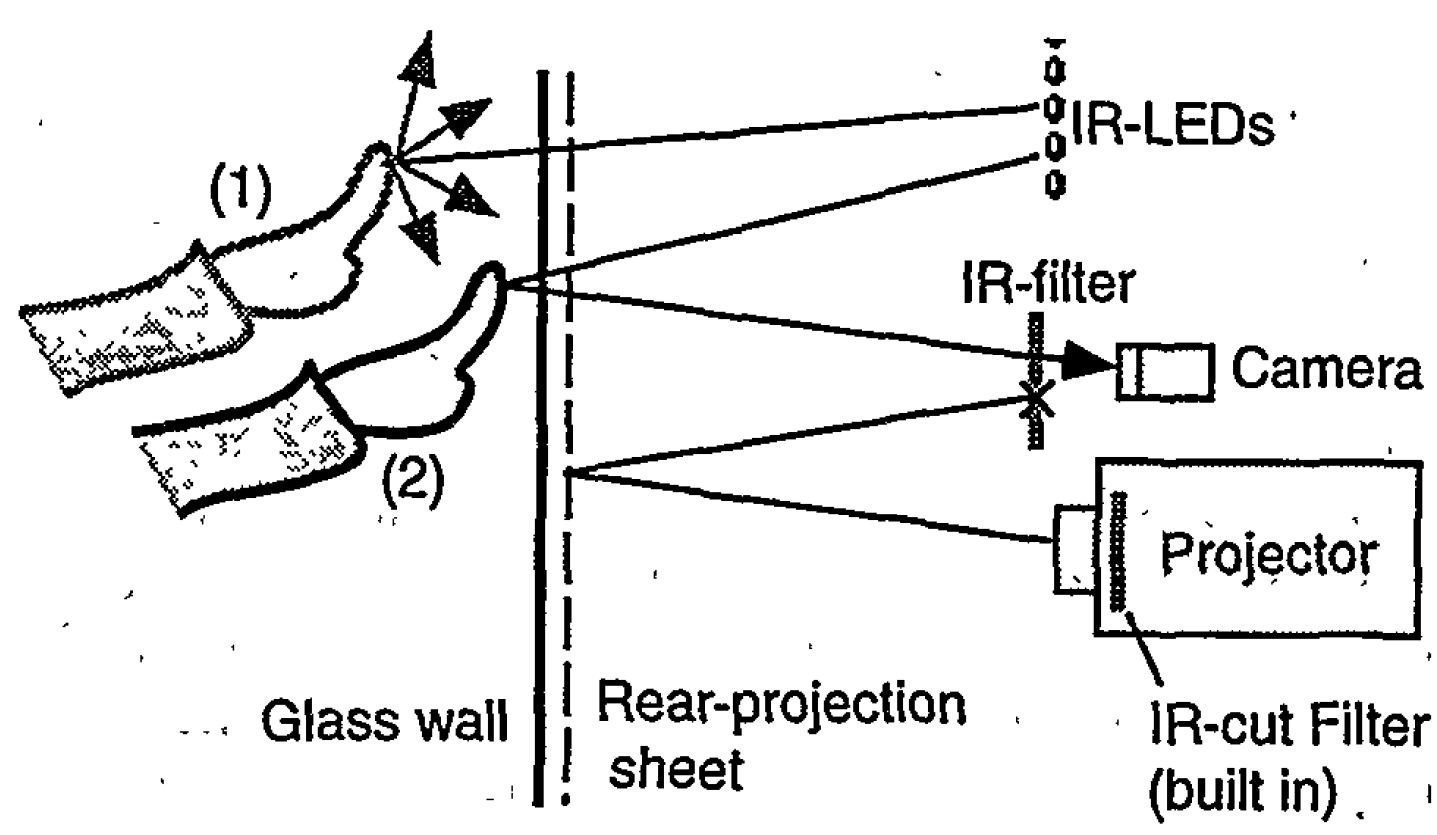 IR-LEDs
(1)
IR-filter
Camera
(2)
Projector
Glass wall
Rear-projection
sheet
IR-cut Filter
(built in)